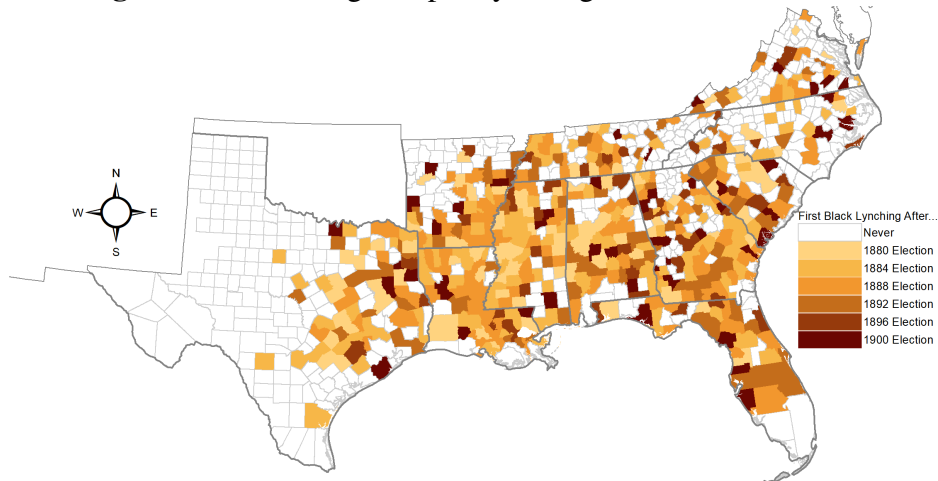 N
W E
S
First Black Lynching After...
Never
1880 Election
1884 Election
1888 Election
1892 Election
1896 Election
1900 Election